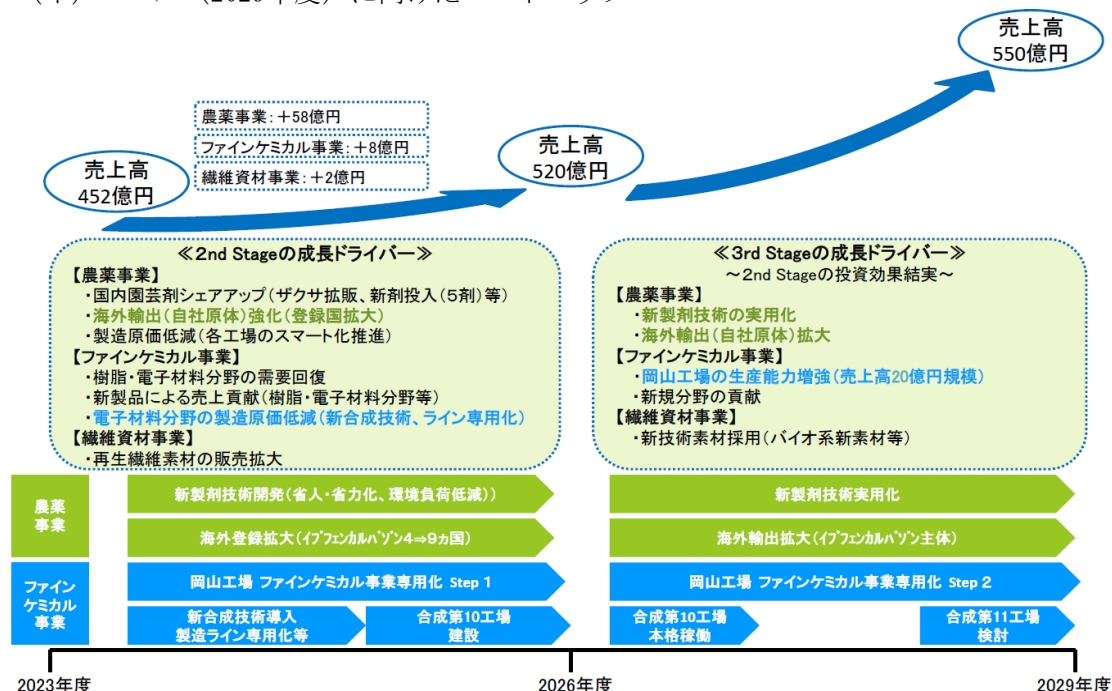 売上高
550億円
農薬事業:+58億円
ファインケミカル事業:+8億円
繊維資材事業:+2億円
売上高
452億円
売上高
520億円
≪2nd Stageの成長ドライバー≫
【農薬事業】
・国内園芸剤シェアアップ(ザクサ拡販、新剤投入(5剤)等)
・海外輸出(自社原体)強化(登録国拡大)
・製造原価低減(各工場のスマート化推進)
【ファインケミカル事業】
・樹脂・電子材料分野の需要回復
・新製品による売上貢献(樹脂・電子材料分野等)
・電子材料分野の製造原価低減(新合成技術、ライン専用化)
【繊維資材事業】
・再生繊維素材の販売拡大
≪3rd Stageの成長ドライバー≫
~2nd Stageの投資効果結実~
【農薬事業】
・新製剤技術の実用化
・海外輸出(自社原体)拡大
【ファインケミカル事業】
・岡山工場の生産能力増強(売上高20億円規模)
・新規分野の貢献
【繊維資材事業】
・新技術素材採用(バイオ系新素材等)
農薬
事業
新製剤技術開発(省人・省力化、環境負荷低減))
新製剤技術実用化
海外登録拡大(イプフェンカルバゾン4⇒9ヵ国)
海外輸出拡大(イプフェンカルバゾン主体)
ファイン
ケミカル
事業
岡山工場 ファインケミカル事業専用化 Step 1
岡山工場 ファインケミカル事業専用化 Step 2
新合成技術導入
製造ライン専用化等
合成第10工場
建設
合成第10工場
本格稼働
合成第11工場
検討
2023年度
2026年度
2029年度